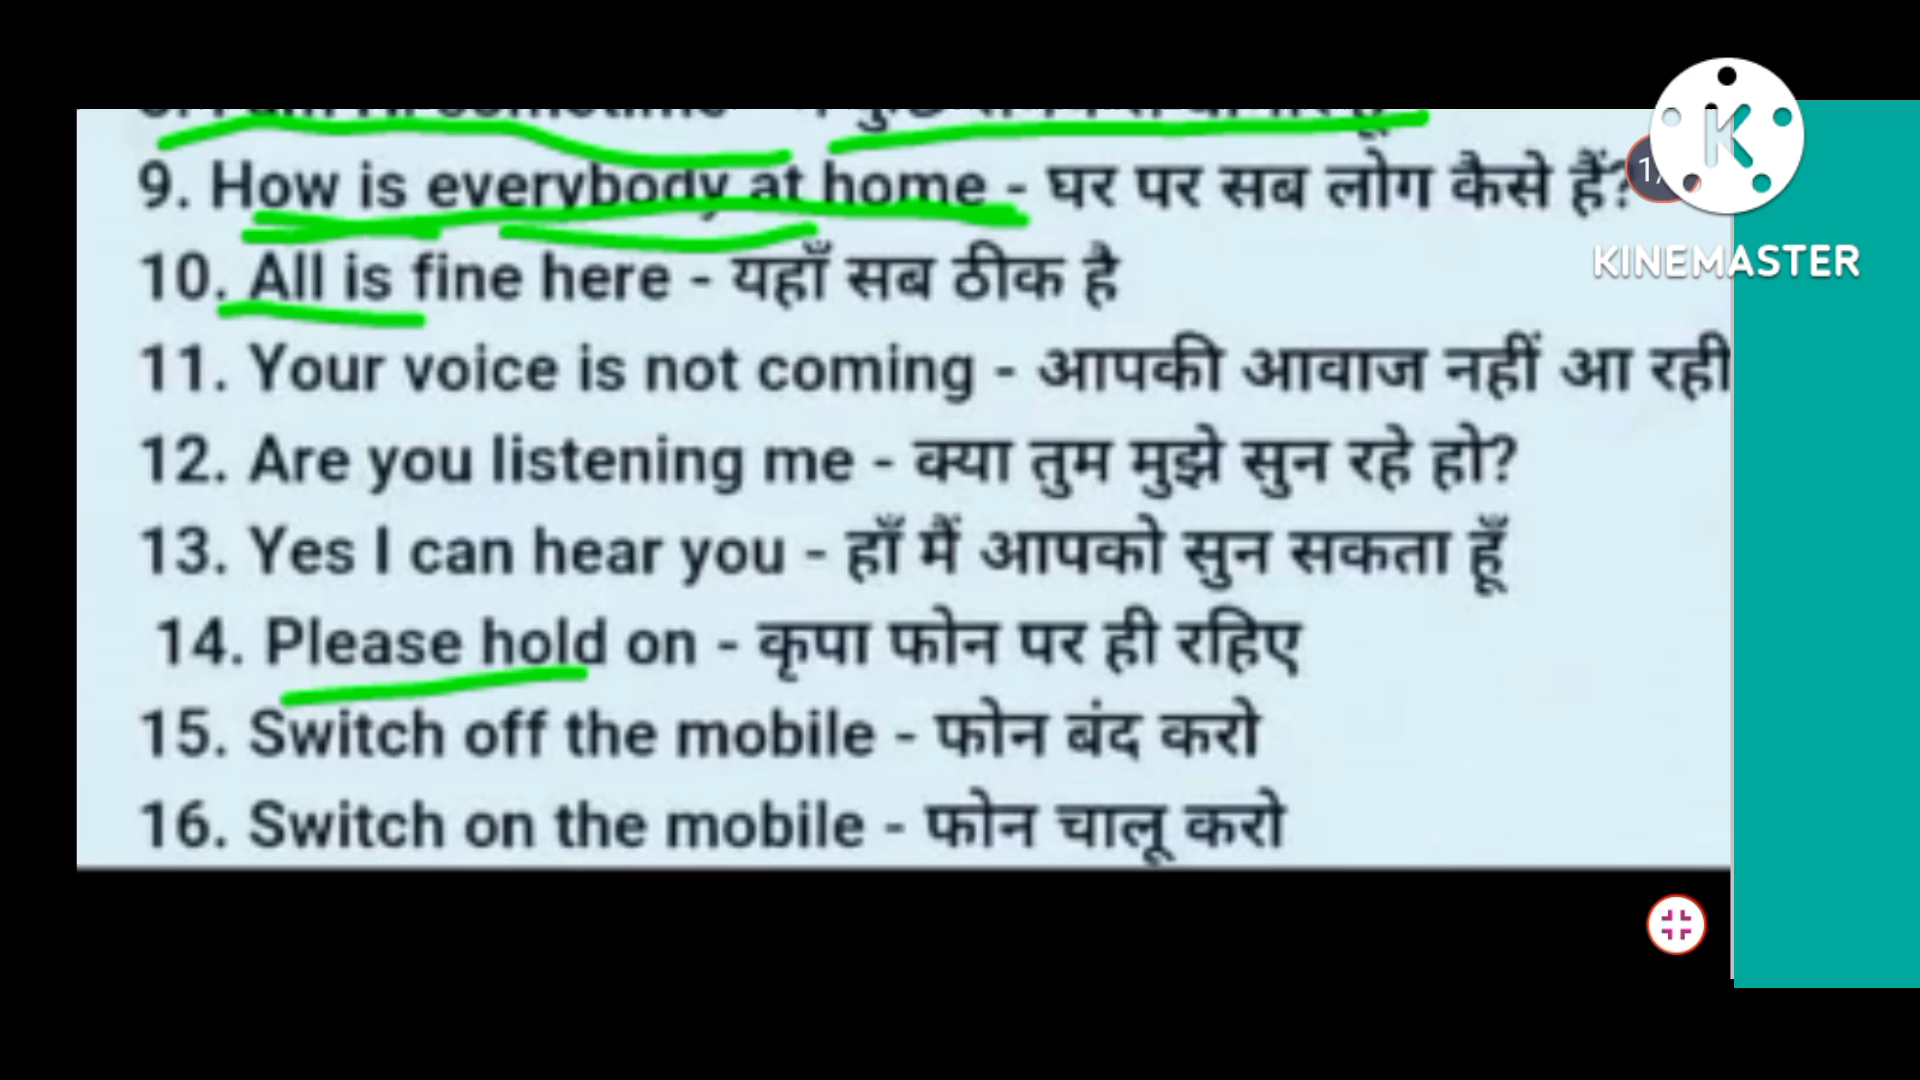 9. How is everybody at home - घर पर सब लोग कैसे हैं?
10. All is fine here - यहाँ सब ठीक है
11. Your voice is not coming - आपकी आवाज नहीं आ रही
12. Are you listening me - क्या तुम मुझे सुन रहे हो?
13. Yes I can hear you - हाँ मैं आपको सुन सकता हूँ
14. Please hold on - कृपा फोन पर ही रहिए
15. Switch off the mobile - फोन बंद करो
16. Switch on the mobile - फोन चालू करो
KINEMASTER